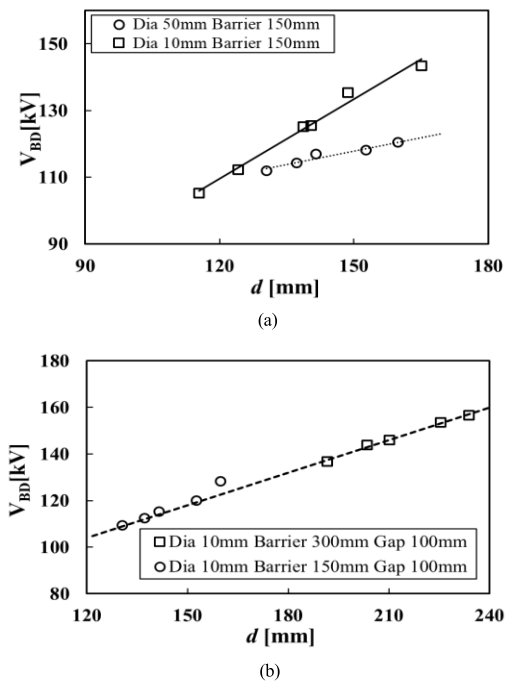 150
130
110
90
V_BD[kV]
Dia 50mm Barrier 150mm
Dia 10mm Barrier 150mm
90 120 150 180
d [mm]
(a)
180
160
140
120
100
80
V_BD[kV]
Dia 10mm Barrier 300mm Gap 100mm
Dia 10mm Barrier 150mm Gap 100mm
120 150 180 210 240
d [mm]
(b)